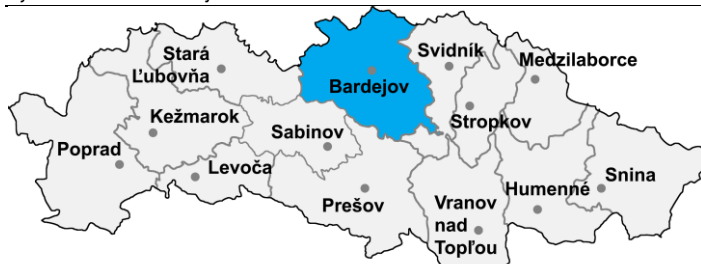 Stará
Ľubovňa
Svidník
Medzilaborce
Bardejov
Kežmarok
Stropkov
Sabinov
Poprad
Levoča
Snina
Humenné
Prešov
Vranov
nad
Topľou